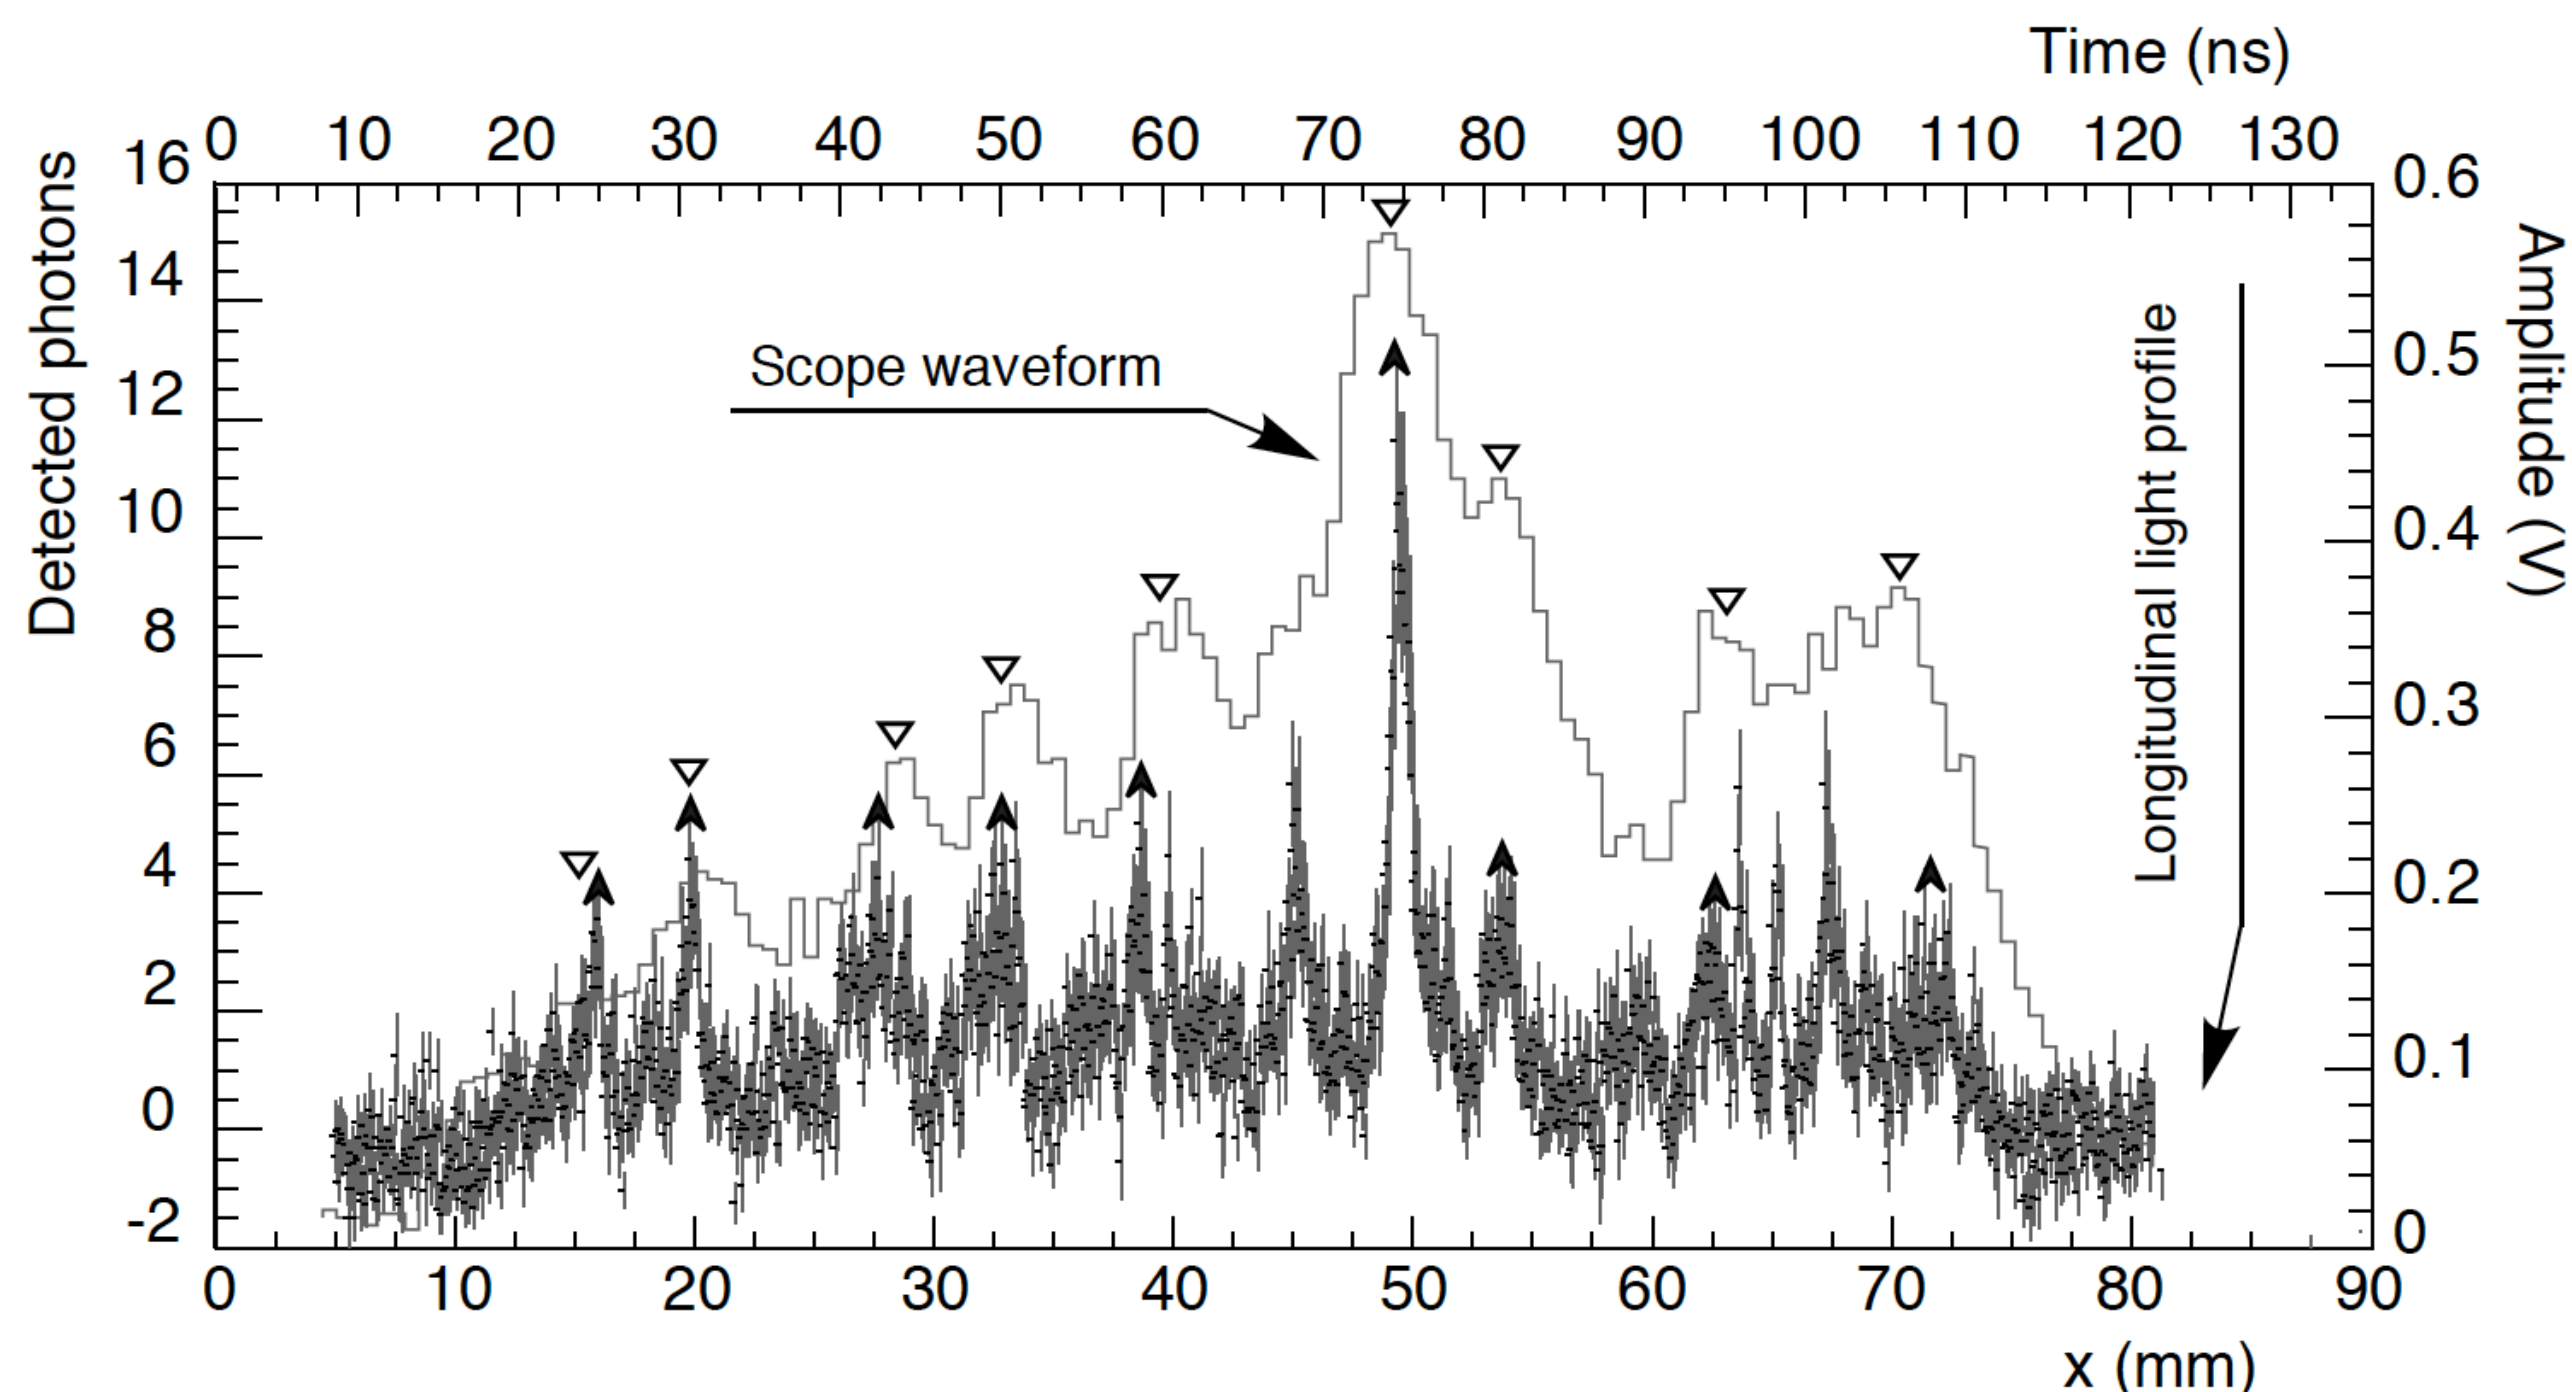 Time (ns)
0 10 20 30 40 50 60 70 80 90 100 110 120 130
Detected photons
16
14
12
10
8
6
4
2
0
-2
Scope waveform
Longitudinal light profile
0.6
0.5
0.4
0.3
0.2
0.1
0
Amplitude (V)
0 10 20 30 40 50 60 70 80 90
x (mm)